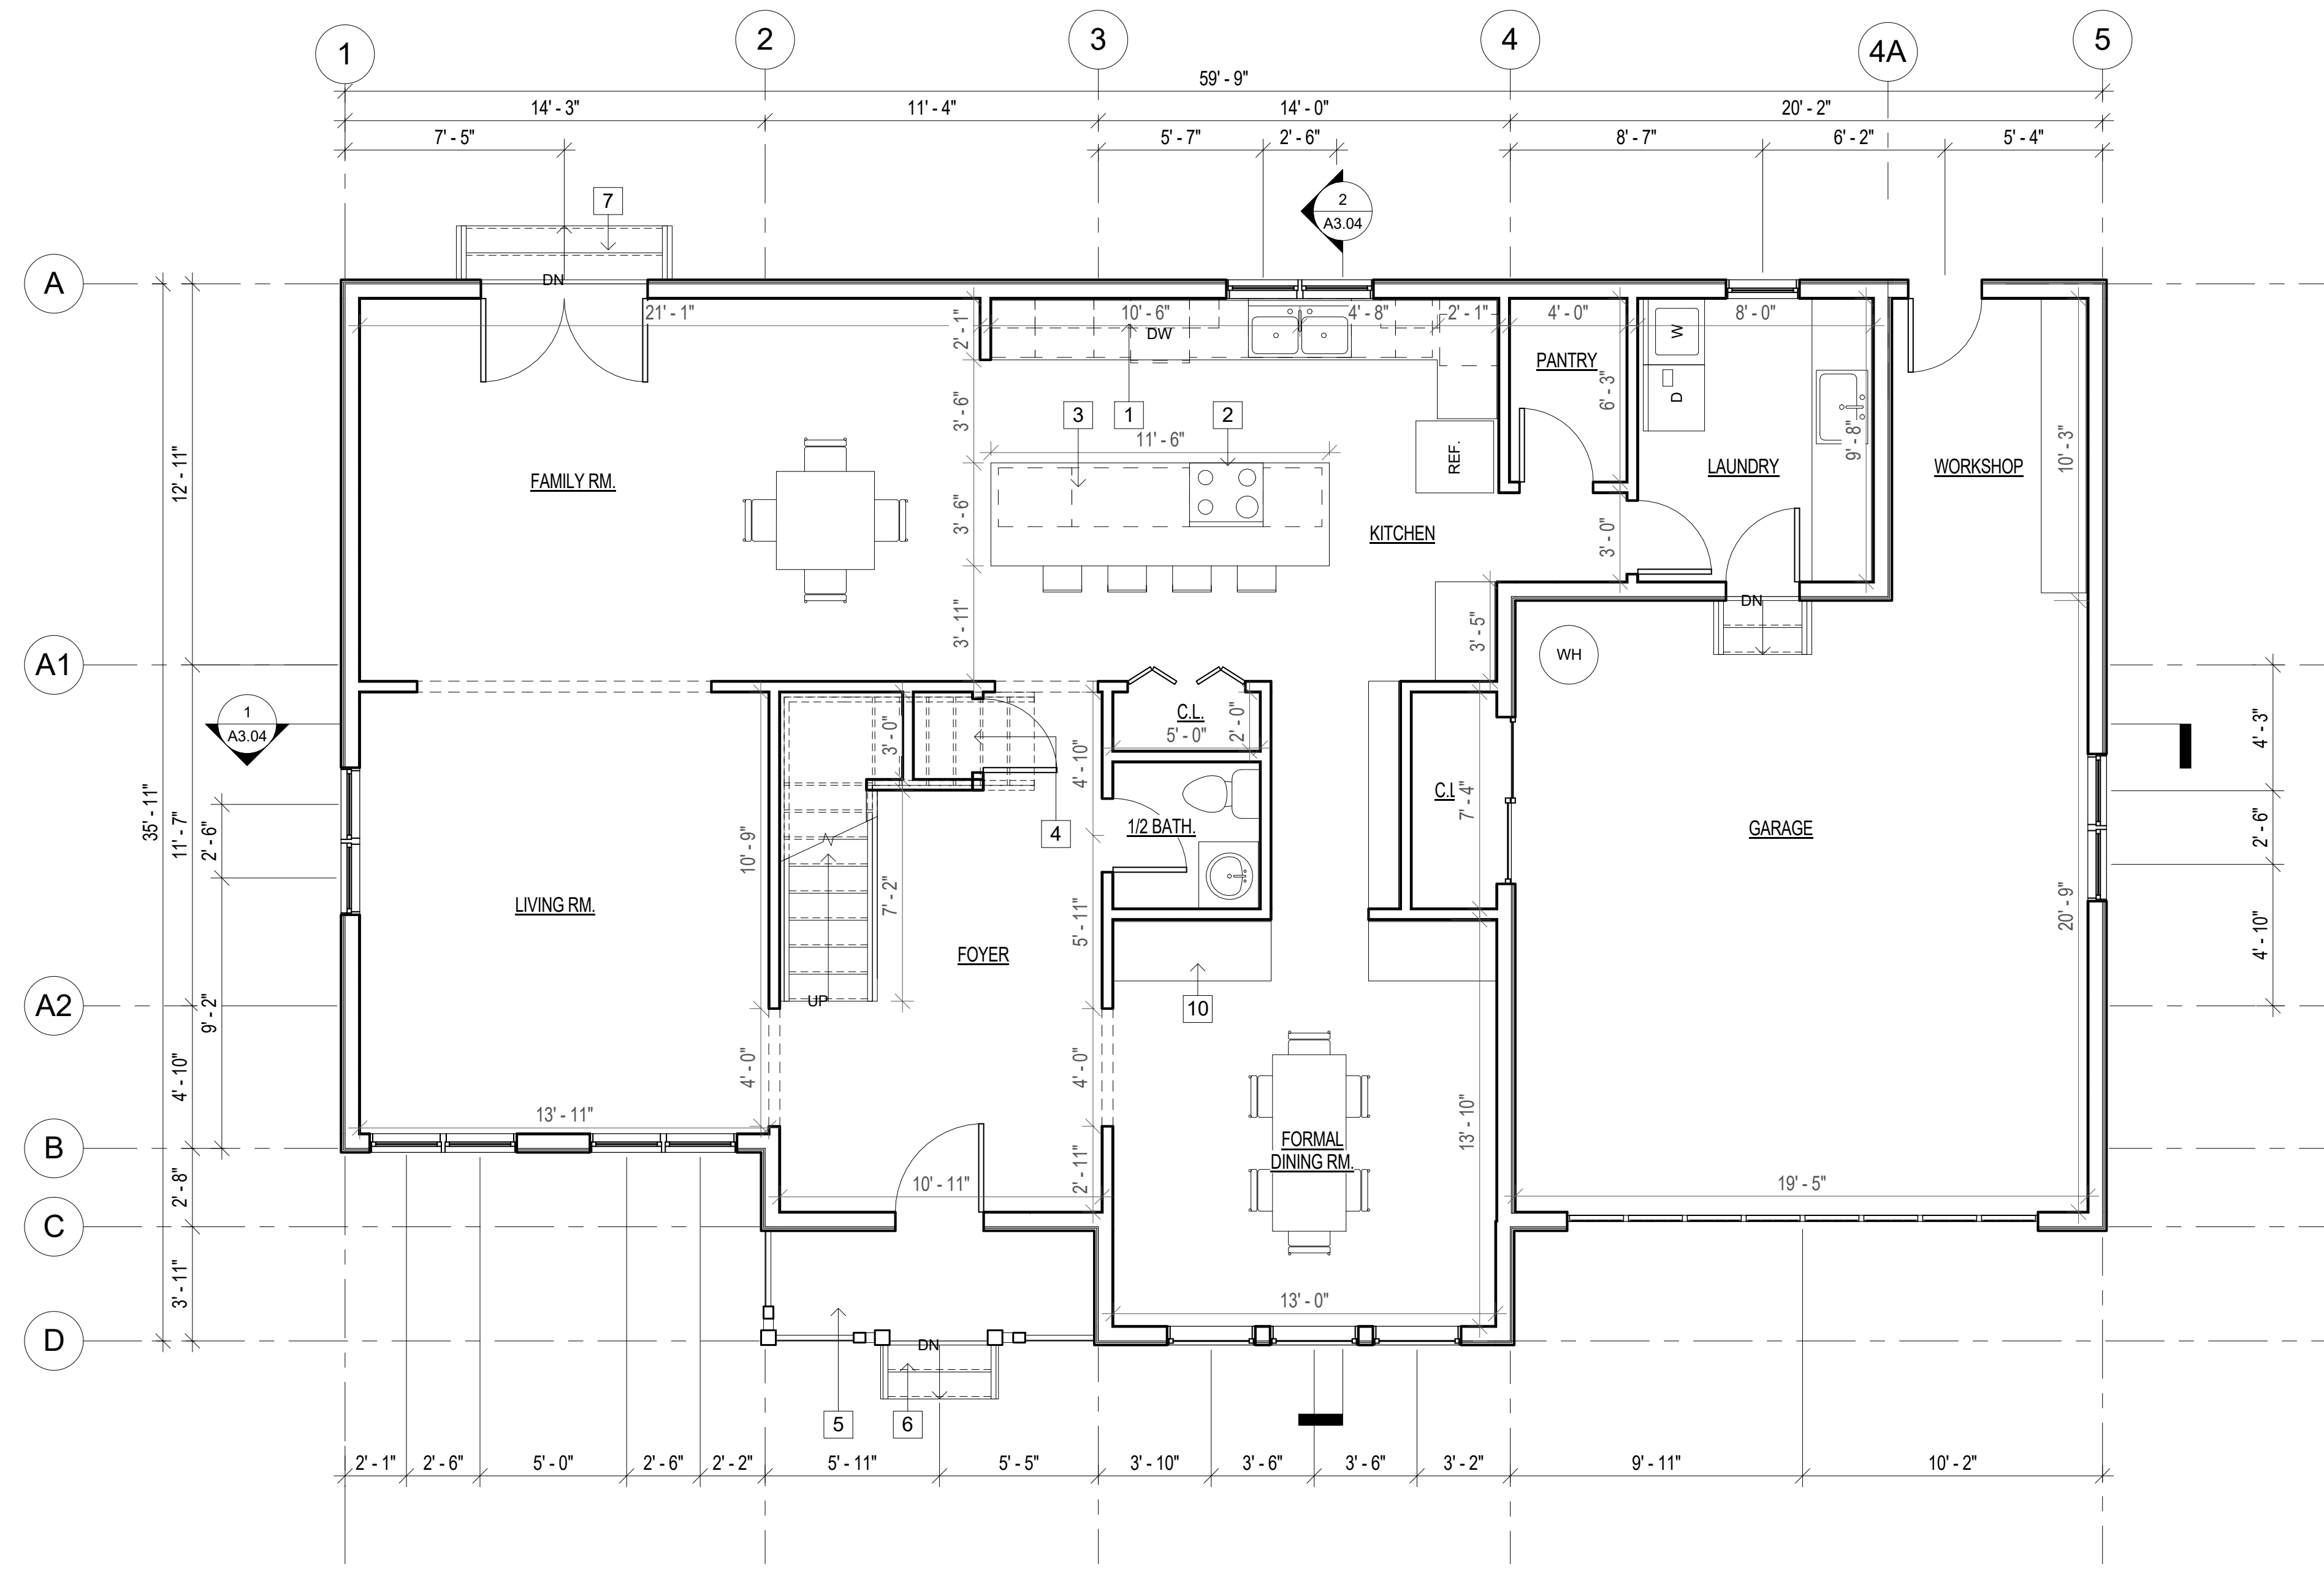 1
2
3
4
4A
5
59' - 9"
14' - 3"
11' - 4"
14' - 0"
20' - 2"
7' - 5"
5' - 7"
2' - 6"
8' - 7"
6' - 2"
5' - 4"
7
2
A3.04
A
DN
21' - 1"
2' - 1"
10' - 6"
DW
4' - 8"
2' - 1"
4' - 0"
8' - 0"
W
PANTRY
6' - 3"
D
3' - 6"
3
1
2
11' - 6"
REF.
9' - 8"
10' - 3"
FAMILY RM.
LAUNDRY
WORKSHOP
12' - 11"
3' - 6"
KITCHEN
3' - 0"
3' - 11"
3' - 5"
DN
WH
A1
1
A3.04
C.L.
5' - 0"
2' - 0"
3' - 0"
4' - 10"
4' - 3"
35' - 11"
11' - 7"
2' - 6"
10' - 9"
4
1/2 BATH.
C.L
7' - 4"
GARAGE
2' - 6"
LIVING RM.
7' - 2"
5' - 11"
20' - 9"
4' - 10"
FOYER
A2
9' - 2"
UP
10
4' - 10"
4' - 0"
4' - 0"
13' - 11"
13' - 10"
FORMAL
DINING RM.
B
2' - 8"
10' - 11"
2' - 11"
19' - 5"
C
3' - 11"
13' - 0"
D
DN
5
6
2' - 1"
2' - 6"
5' - 0"
2' - 6"
2' - 2"
5' - 11"
5' - 5"
3' - 10"
3' - 6"
3' - 6"
3' - 2"
9' - 11"
10' - 2"